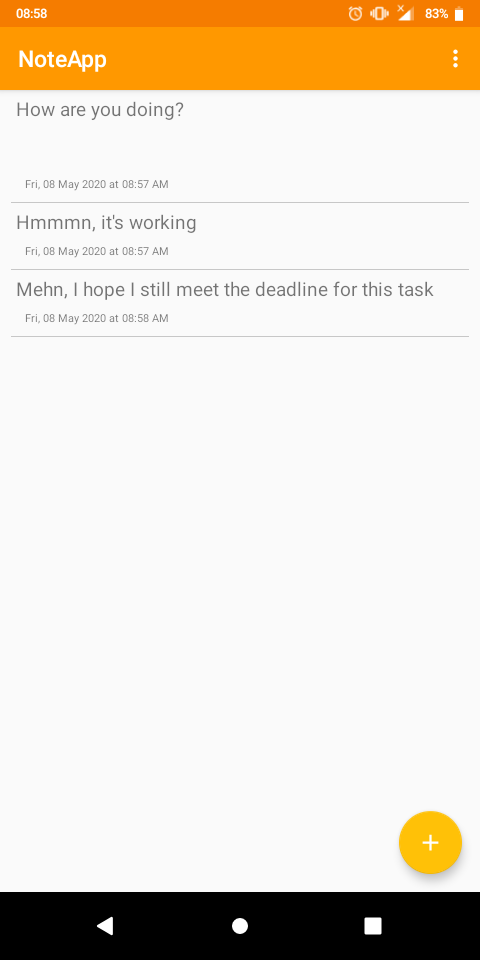 08:58
83%
NoteApp
How are you doing?
Fri, 08 May 2020 at 08:57 AM
Hmmmn, it's working
Fri, 08 May 2020 at 08:57 AM
Mehn, I hope I still meet the deadline for this task
Fri, 08 May 2020 at 08:58 AM